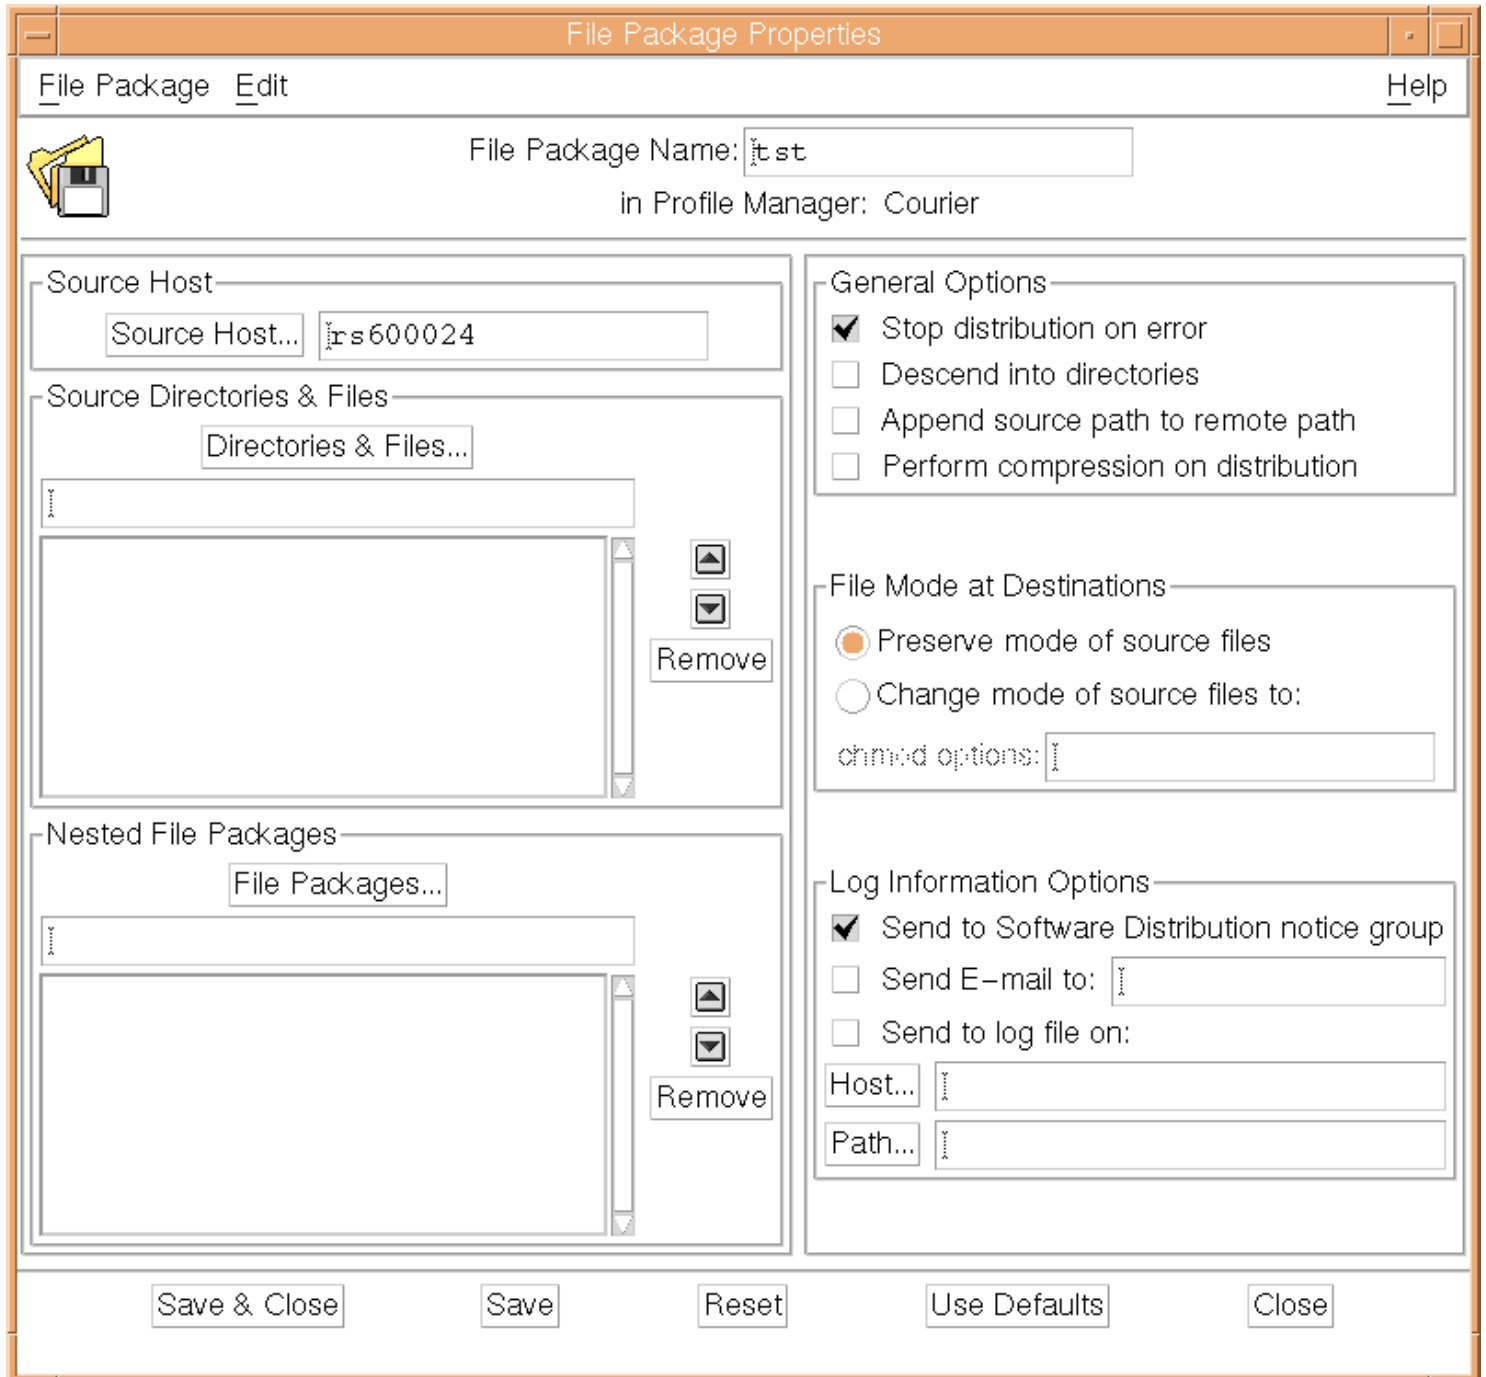 File Package Properties
File Package Edit Help
File Package Name: tst
in Profile Manager: Courier
Source Host
Source Host... rs600024
Source Directories & Files
Directories & Files...
Remove
Nested File Packages
File Packages...
Remove
General Options
Stop distribution on error
Descend into directories
Append source path to remote path
Perform compression on distribution
File Mode at Destinations
Preserve mode of source files
Change mode of source files to:
chmod options:
Log Information Options
Send to Software Distribution notice group
Send E-mail to:
Send to log file on:
Host...
Path...
Save & Close Save Reset Use Defaults Close